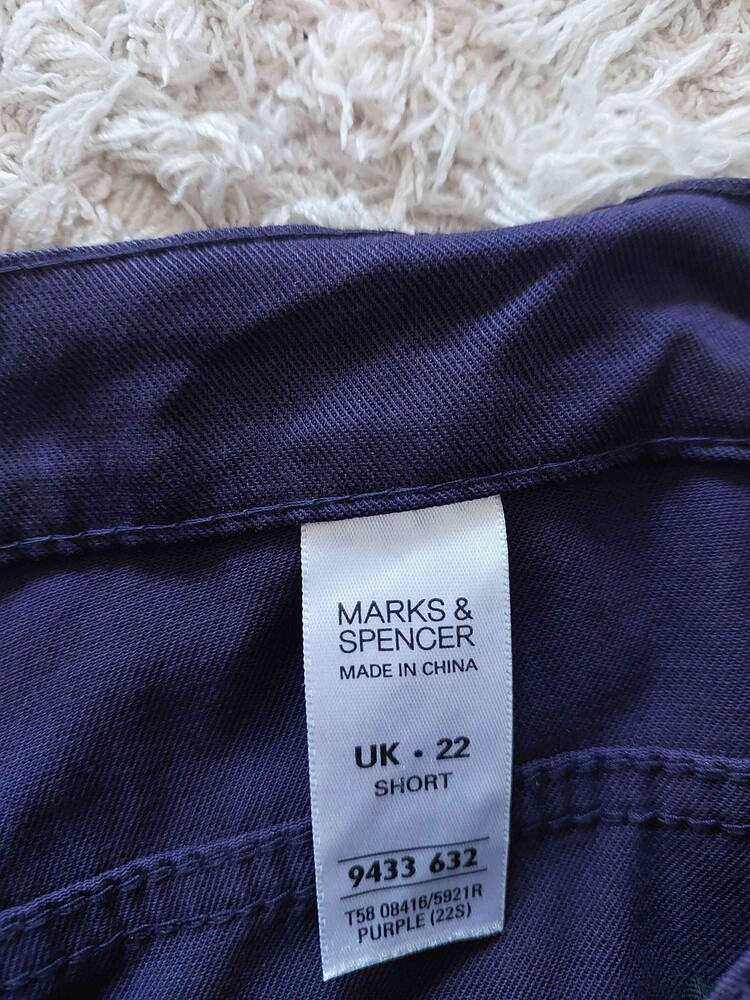 MARKS &
SPENCER
MADE IN CHINA
UK • 22
SHORT
9433 632
T58 08416/5921R
PURPLE (22S)